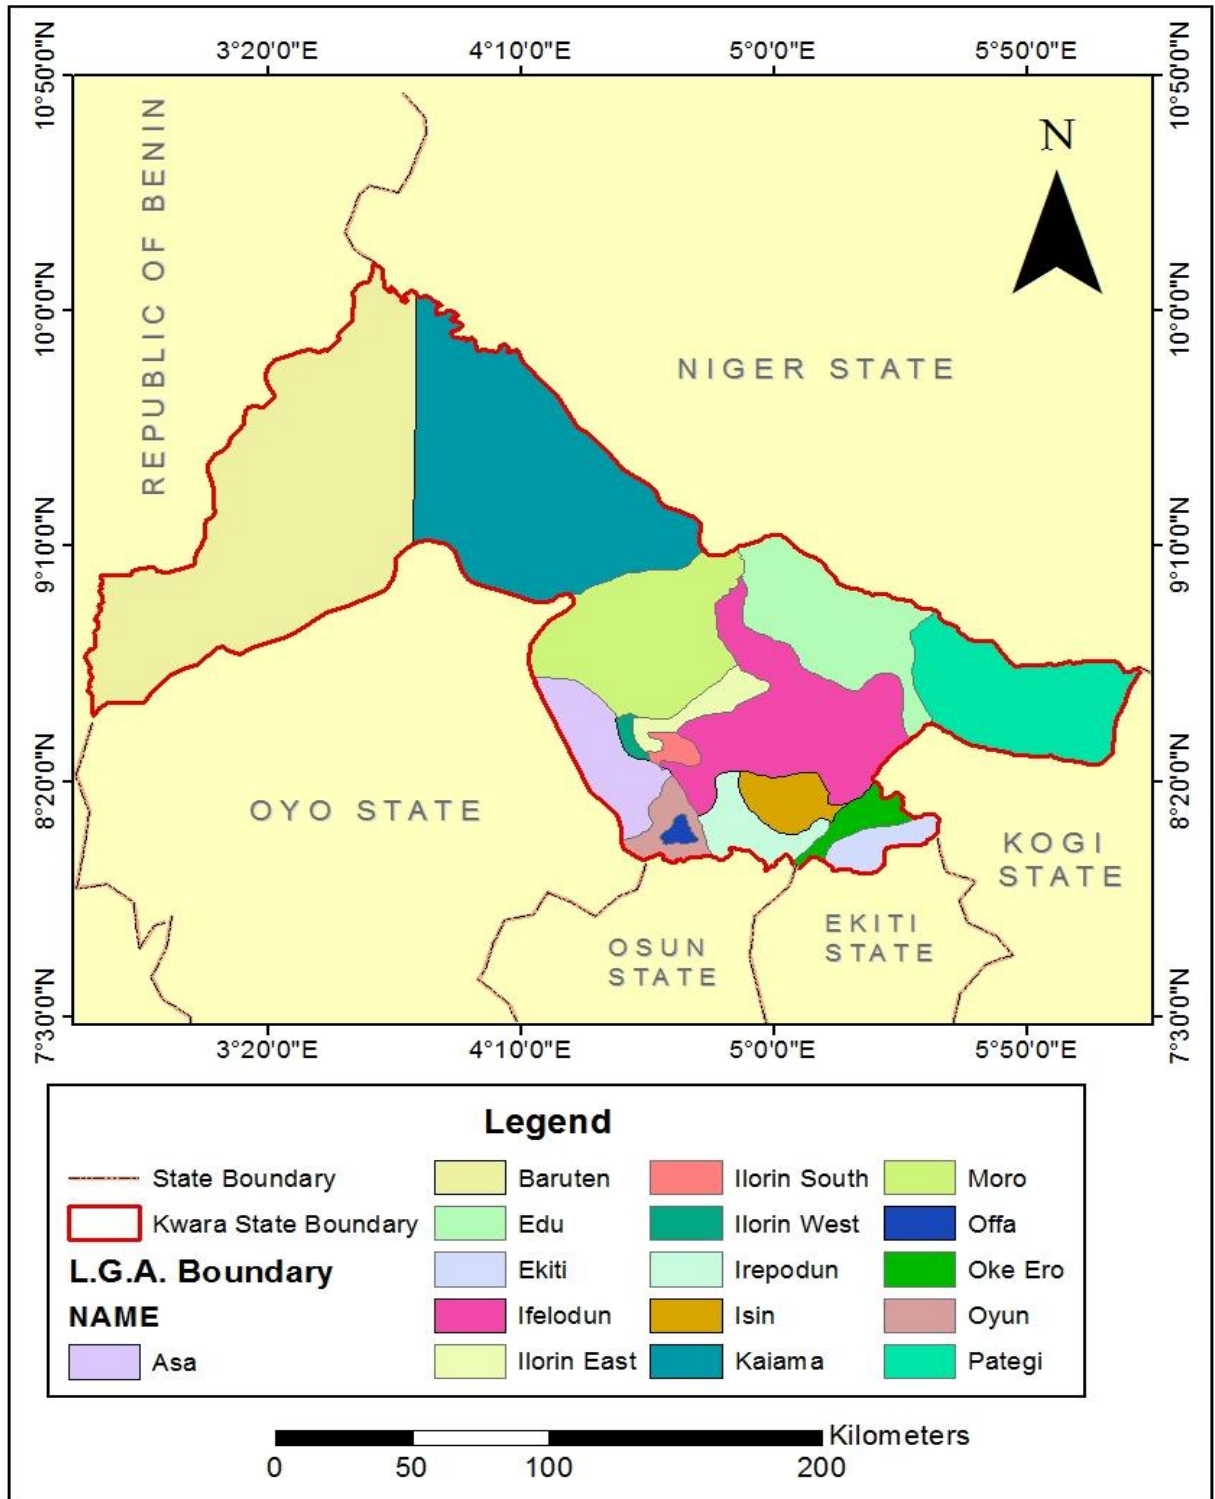 3°20'0"E 4°10'0"E 5°0'0"E 5°50'0"E
10°50'0"N
10°50'0"N
REPUBLIC OF BENIN
N
10°0'0"N
10°0'0"N
NIGER STATE
9°10'0"N
9°10'0"N
8°20'0"N
8°20'0"N
OYO STATE
KOGI
STATE
EKITI
STATE
OSUN
STATE
7°30'0"N
7°30'0"N
3°20'0"E 4°10'0"E 5°0'0"E 5°50'0"E
Legend
State Boundary
Kwara State Boundary
L.G.A. Boundary
NAME
Asa
Baruten
Edu
Ekiti
Ifelodun
Ilorin East
Ilorin South
Ilorin West
Irepodun
Isin
Kaiama
Moro
Offa
Oke Ero
Oyun
Pategi
Kilometers
0 50 100 200